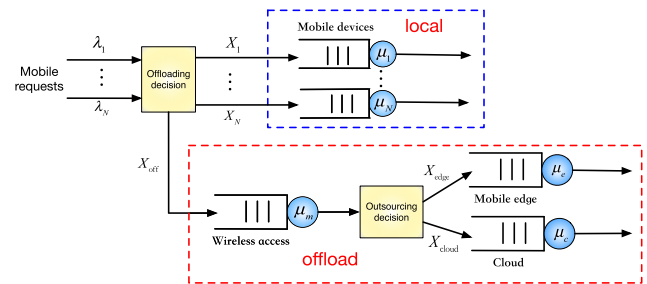 local
Mobile devices
λ1
X1
μ1
Mobile requests
Offloading decision
λN
XN
μN
Xoff
Xedge
μe
Mobile edge
Outsourcing decision
μm
Wireless access
Xcloud
μc
Cloud
offload